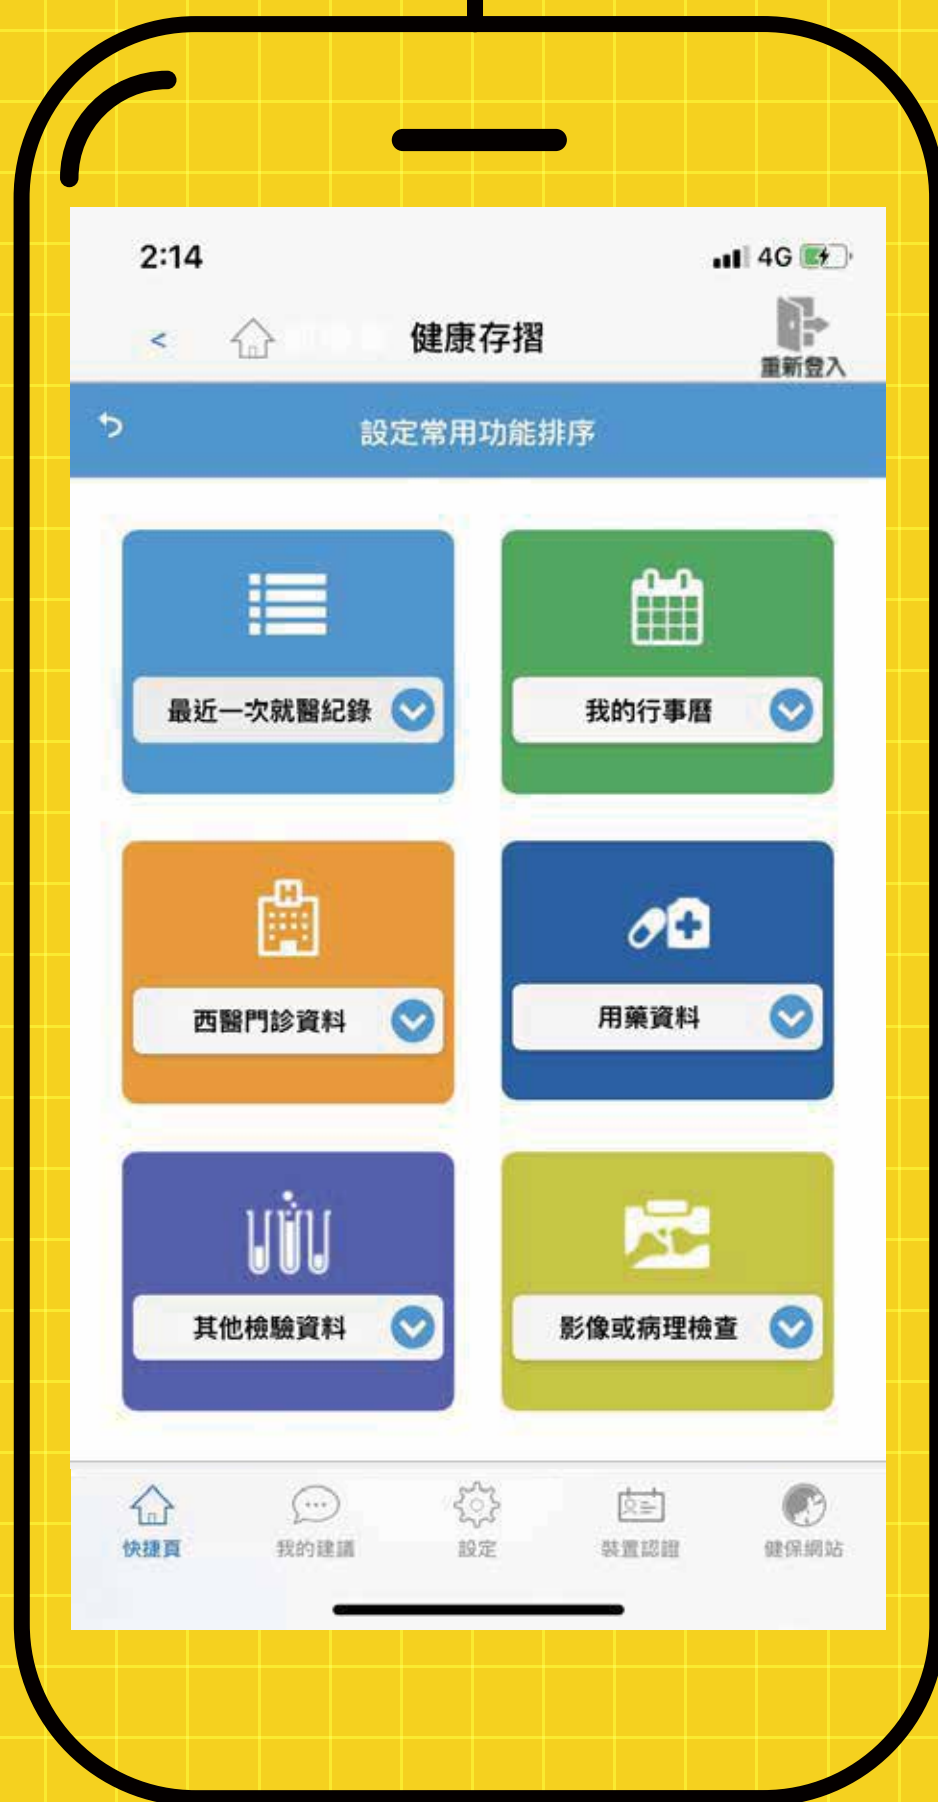 2:14
4G
<
健康存摺
重新登入
設定常用功能排序
最近一次就醫紀錄
我的行事曆
H
西醫門診資料
用藥資料
其他檢驗資料
影像或病理檢查
快捷頁
我的建議
設定
裝置認證
健保網站